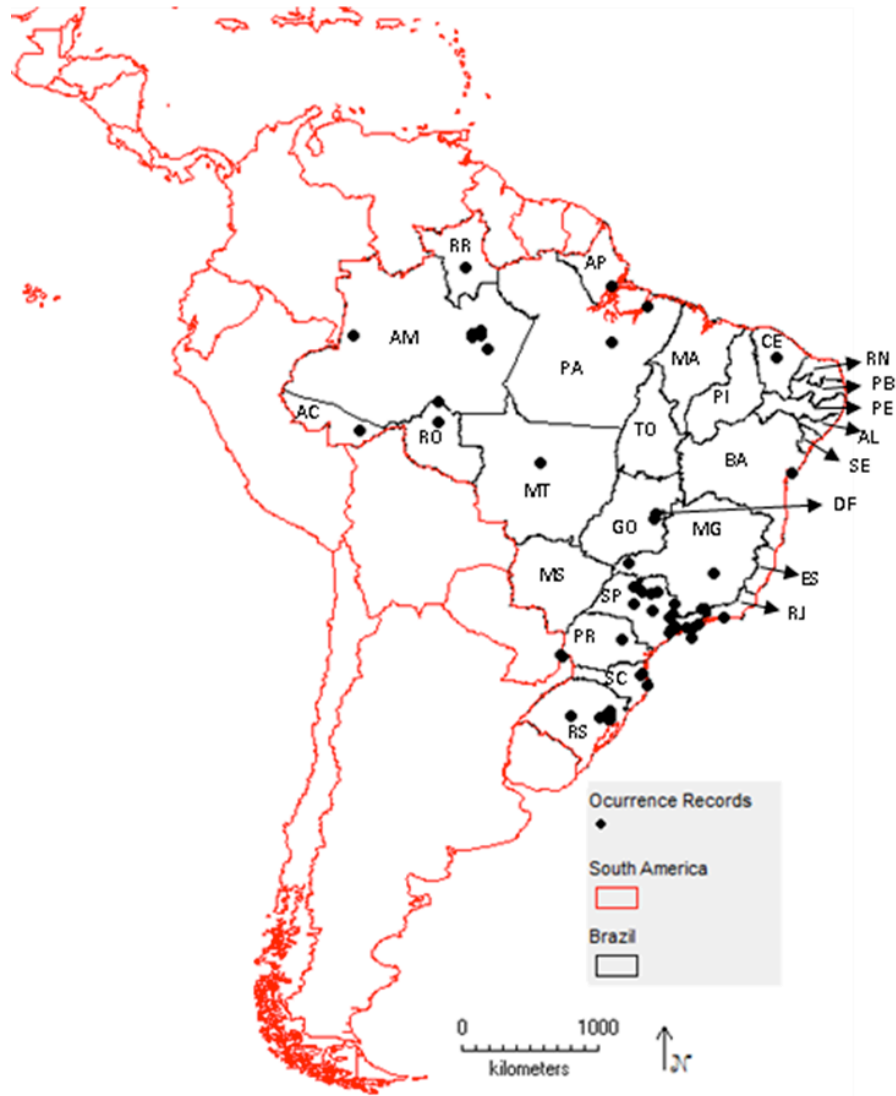 RR
AP
AM
PA
MA
CE
RN
PB
PE
AL
SE
PI
AC
RO
TO
BA
MT
DF
GO
MG
MS
ES
SP
RJ
PR
SC
RS
Ocurrence Records
South America
Brazil
0 1000
kilometers
N